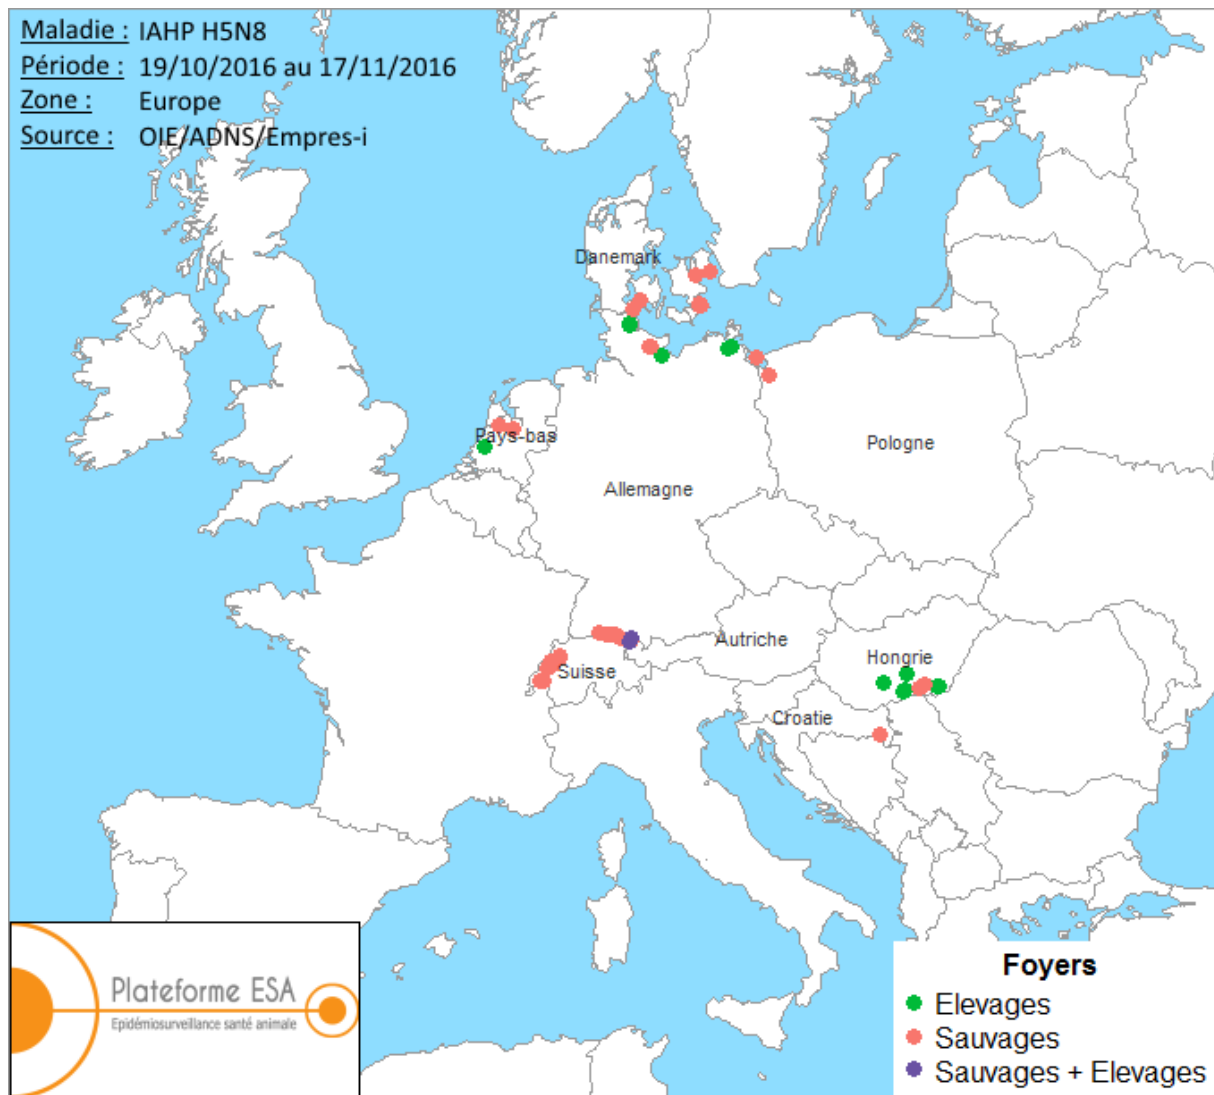 Maladie : IAHP H5N8
Période : 19/10/2016 au 17/11/2016
Zone : Europe
Source : OIE/ADNS/Empres-i
Danemark
Pays-bas
Pologne
Allemagne
Autriche
Hongrie
Suisse
Croatie
Plateforme ESA
Epidémiosurveillance santé animale
Foyers
Elevages
Sauvages
Sauvages + Elevages